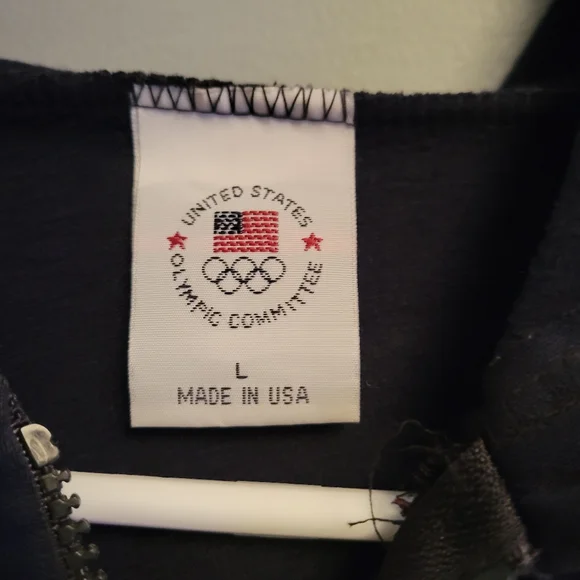 UNITED STATES
OLYMPIC COMMITTEE
L
MADE IN USA